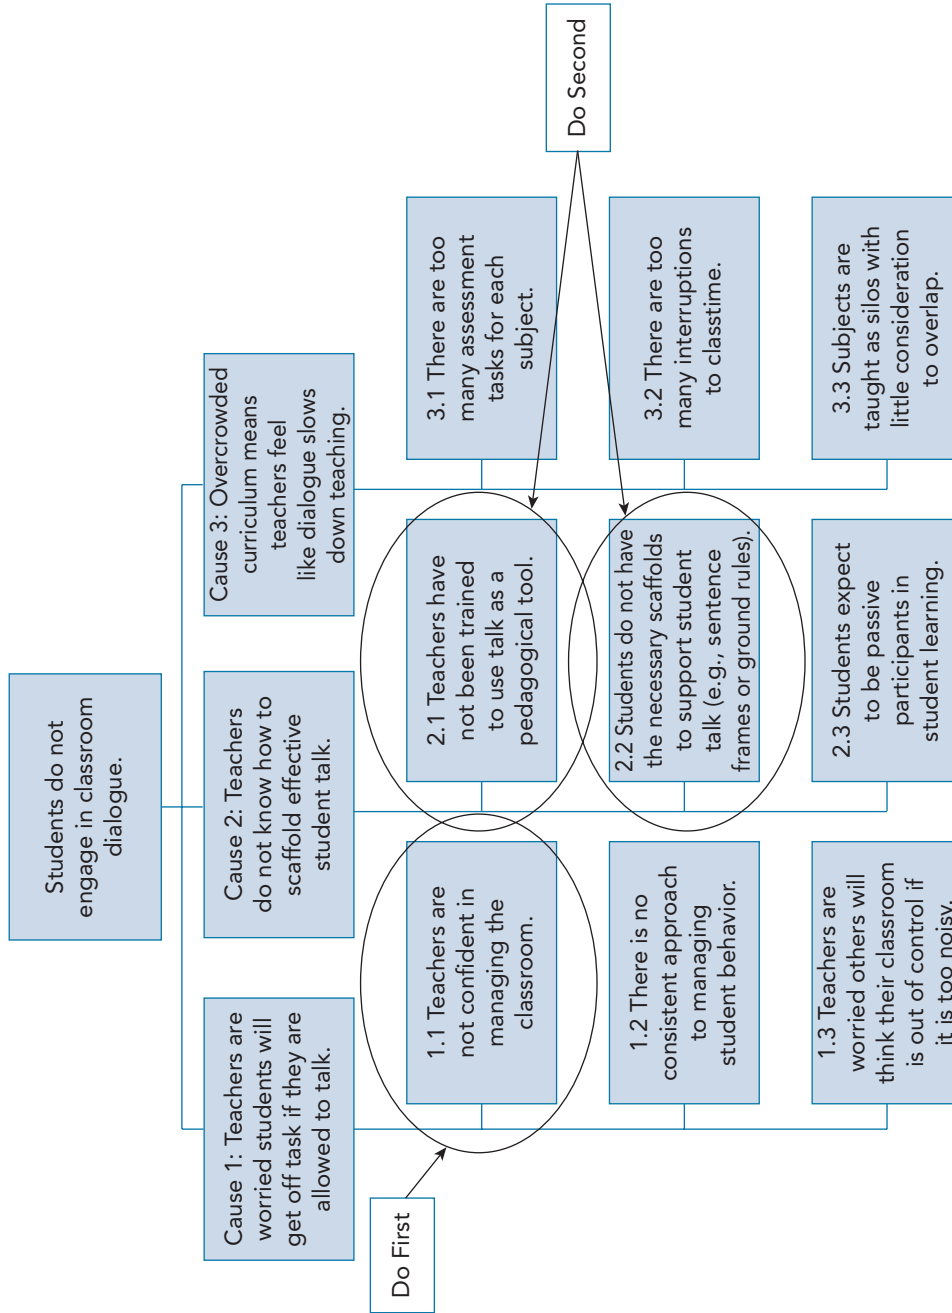 Students do not
engage in classroom
dialogue.
Cause 1: Teachers are
worried students will
get off task if they are
allowed to talk.
Cause 2: Teachers
do not know how to
scaffold effective
student talk.
Cause 3: Overcrowded
curriculum means
teachers feel
like dialogue slows
down teaching.
Do First
1.1 Teachers are
not confident in
managing the
classroom.
2.1 Teachers have
not been trained
to use talk as a
pedagogical tool.
3.1 There are too
many assessment
tasks for each
subject.
Do Second
1.2 There is no
consistent approach
to managing
student behavior.
2.2 Students do not have
the necessary scaffolds
to support student
talk (e.g., sentence
frames or ground rules).
3.2 There are too
many interruptions
to classtime.
1.3 Teachers are
worried others will
think their classroom
is out of control if
it is too noisy.
2.3 Students expect
to be passive
participants in
student learning.
3.3 Subjects are
taught as silos with
little consideration
to overlap.